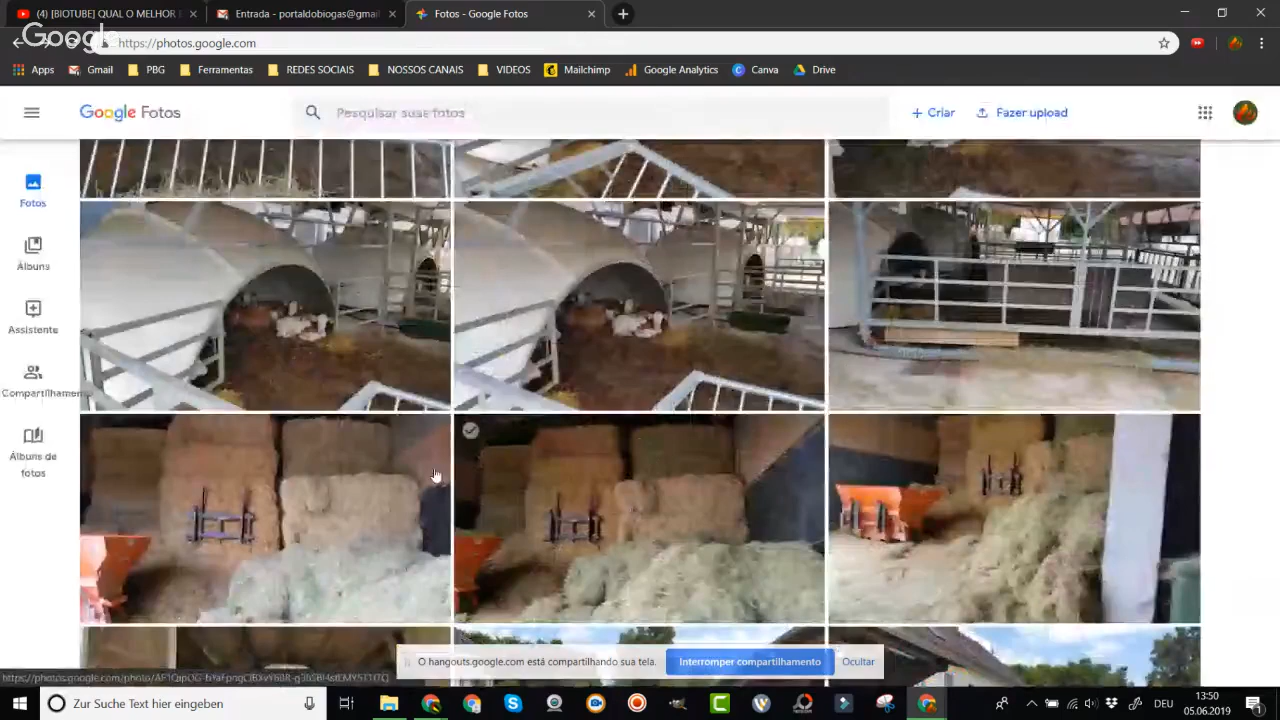 (4) [BIOTUBE] QUAL O MELHOR
Entrada - portaldobiogas@gmai
Fotos - Google Fotos
Google
https://photos.google.com
Apps
Gmail
PBG
Ferramentas
REDES SOCIAIS
NOSSOS CANAIS
VIDEOS
Mailchimp
Google Analytics
Canva
Drive
Google Fotos
Pesquisar suas fotos
Criar
Fazer upload
Fotos
Álbuns
Assistente
Compartilhamen
Álbuns de
fotos
O hangouts.google.com está compartilhando sua tela.
Interromper compartilhamento
Ocultar
Zur Suche Text hier eingeben
DEU
13:50
05.06.2019